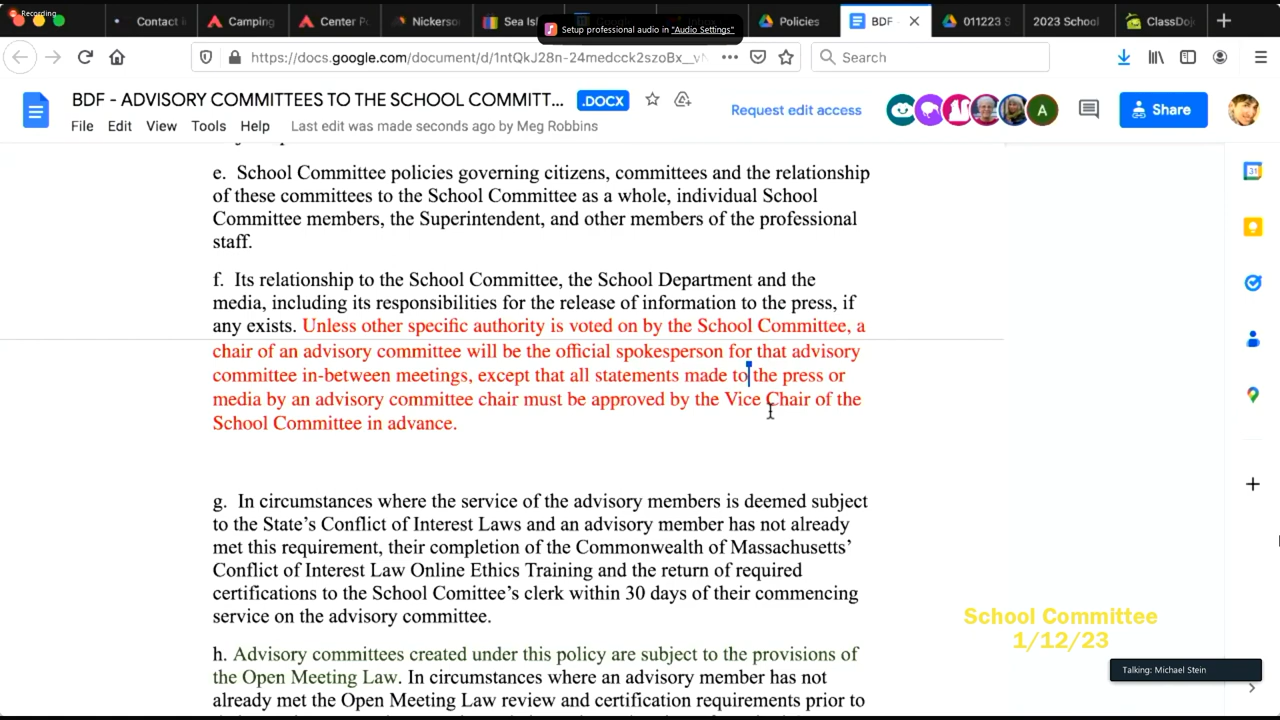 Recording
Contact
Camping
Center P
Nickerson
Sea Isl
Policies
BDF
011223 S
2023 School
ClassDojo
Setup professional audio in "Audio Settings"
https://docs.google.com/document/d/1ntQkJ28n-24medcck2szoBx_vN
Search
BDF - ADVISORY COMMITTEES TO THE SCHOOL COMMITT...
.DOCX
Request edit access
A
Share
File Edit View Tools Help Last edit was made seconds ago by Meg Robbins
31
e. School Committee policies governing citizens, committees and the relationship
of these committees to the School Committee as a whole, individual School
Committee members, the Superintendent, and other members of the professional
staff.
f. Its relationship to the School Committee, the School Department and the
media, including its responsibilities for the release of information to the press, if
any exists. Unless other specific authority is voted on by the School Committee, a
chair of an advisory committee will be the official spokesperson for that advisory
committee in-between meetings, except that all statements made to the press or
media by an advisory committee chair must be approved by the Vice Chair of the
School Committee in advance.
g. In circumstances where the service of the advisory members is deemed subject
to the State's Conflict of Interest Laws and an advisory member has not already
met this requirement, their completion of the Commonwealth of Massachusetts'
Conflict of Interest Law Online Ethics Training and the return of required
certifications to the School Comittee's clerk within 30 days of their commencing
service on the advisory committee.
h. Advisory committees created under this policy are subject to the provisions of
the Open Meeting Law. In circumstances where an advisory member has not
already met the Open Meeting Law review and certification requirements prior to
School Committee
1/12/23
Talking: Michael Stein